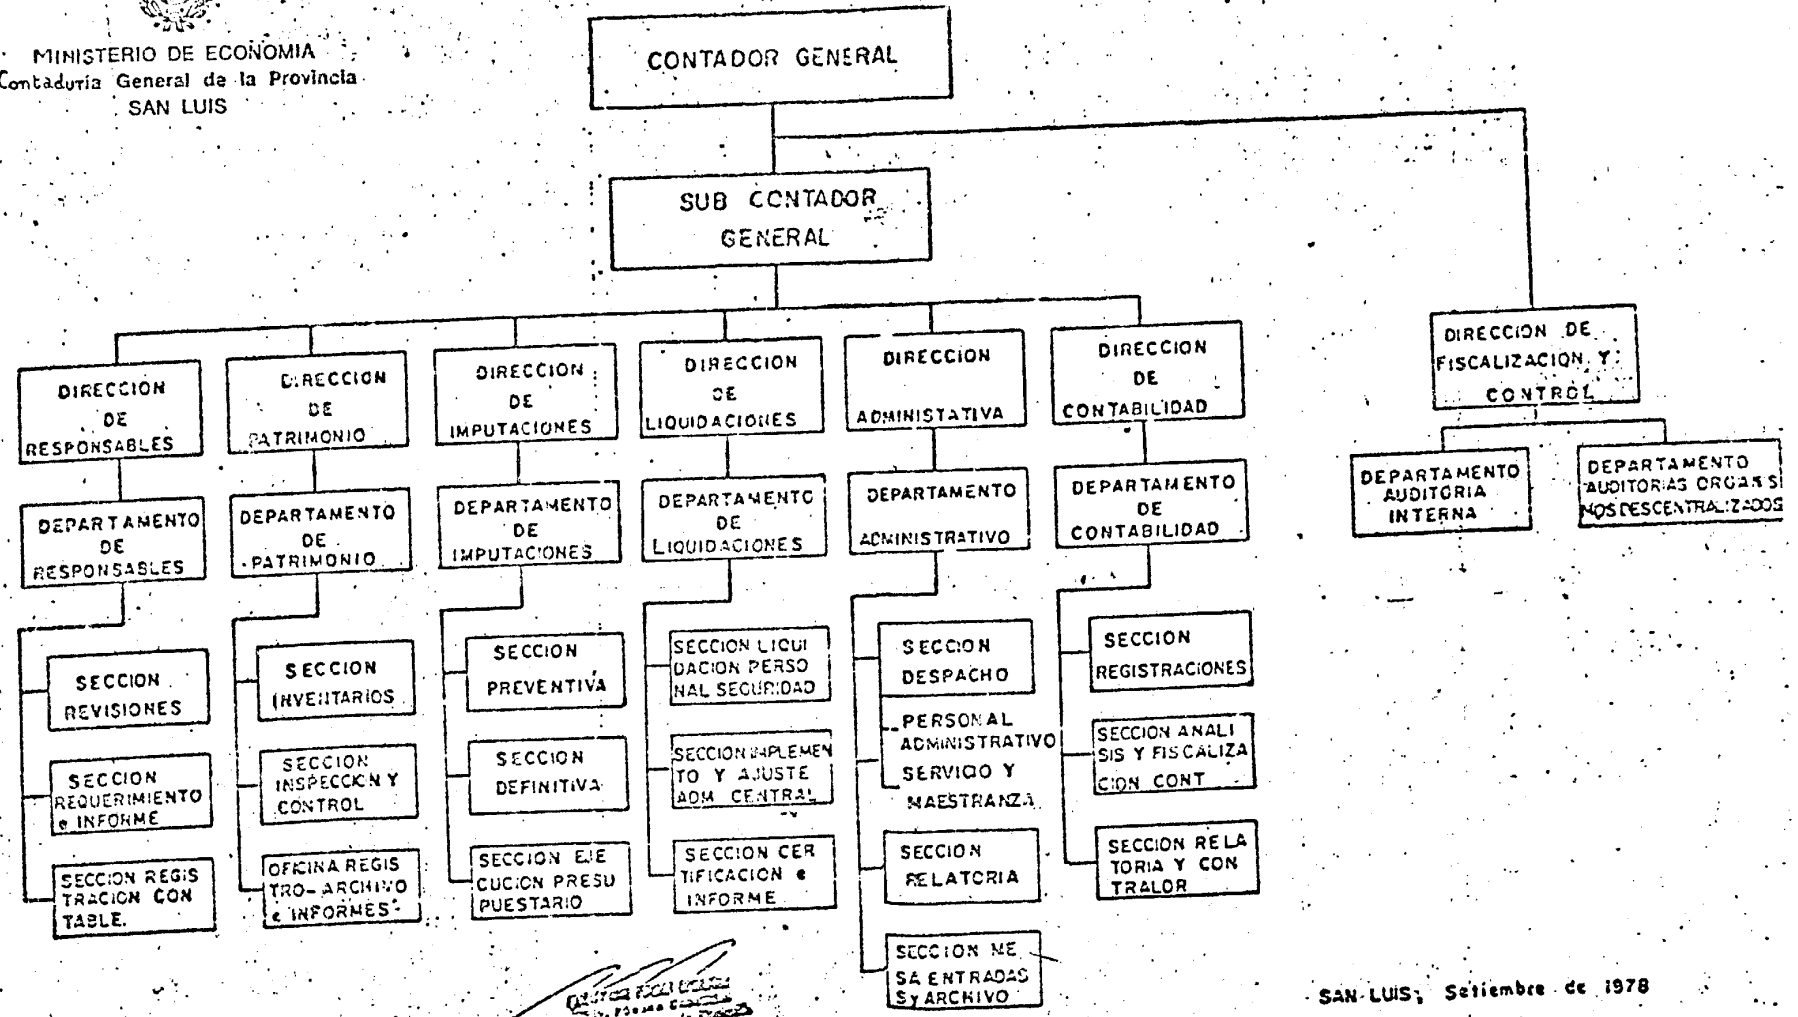 MINISTERIO DE ECONOMIA
Contaduría General de la Provincia
SAN LUIS
CONTADOR GENERAL
SUB CONTADOR
GENERAL
DIRECCION
DE
RESPONSABLES
DIRECCION
DE
PATRIMONIO
DIRECCION
DE
IMPUTACIONES
DIRECCION
DE
LIQUIDACIONES
DIRECCION
ADMINISTATIVA
DIRECCION
DE
CONTABILIDAD
DIRECCION DE
FISCALIZACION Y
CONTROL
DEPARTAMENTO
DE
RESPONSABLES
DEPARTAMENTO
DE
PATRIMONIO
DEPARTAMENTO
DE
IMPUTACIONES
DEPARTAMENTO
DE
LIQUIDACIONES
DEPARTAMENTO
ADMINISTRATIVO
DEPARTAMENTO
DE
CONTABILIDAD
DEPARTAMENTO
AUDITORIA
INTERNA
DEPARTAMENTO
AUDITORIAS ORGANIS
MOS DESCENTRALIZADOS
SECCION
REVISIONES
SECCION
REQUERIMIENTO
e INFORME
SECCION REGIS
TRACION CON
TABLE.
SECCION
INVENTARIOS
SECCION
INSPECCION Y
CONTROL
OFICINA REGIS
TRO-ARCHIVO
e INFORMES
SECCION
PREVENTIVA
SECCION
DEFINITIVA
SECCION EJE
CUCION PRESU
PUESTARIO
SECCION LIQUI
DACION PERSO
NAL SEGURIDAD
SECCION IMPLEMEN
TO Y AJUSTE
ADM CENTRAL
SECCION CER
TIFICACION e
INFORME
SECCION
DESPACHO
PERSONAL
ADMINISTRATIVO
SERVICIO Y
MAESTRANZA
SECCION
RELATORIA
SECCION ME
SA ENTRADAS
S y ARCHIVO
SECCION
REGISTRACIONES
SECCION ANALI
SIS Y FISCALIZA
CION CONT
SECCION RELA
TORIA Y CON
TRALOR
SAN LUIS; Setiembre de 1978